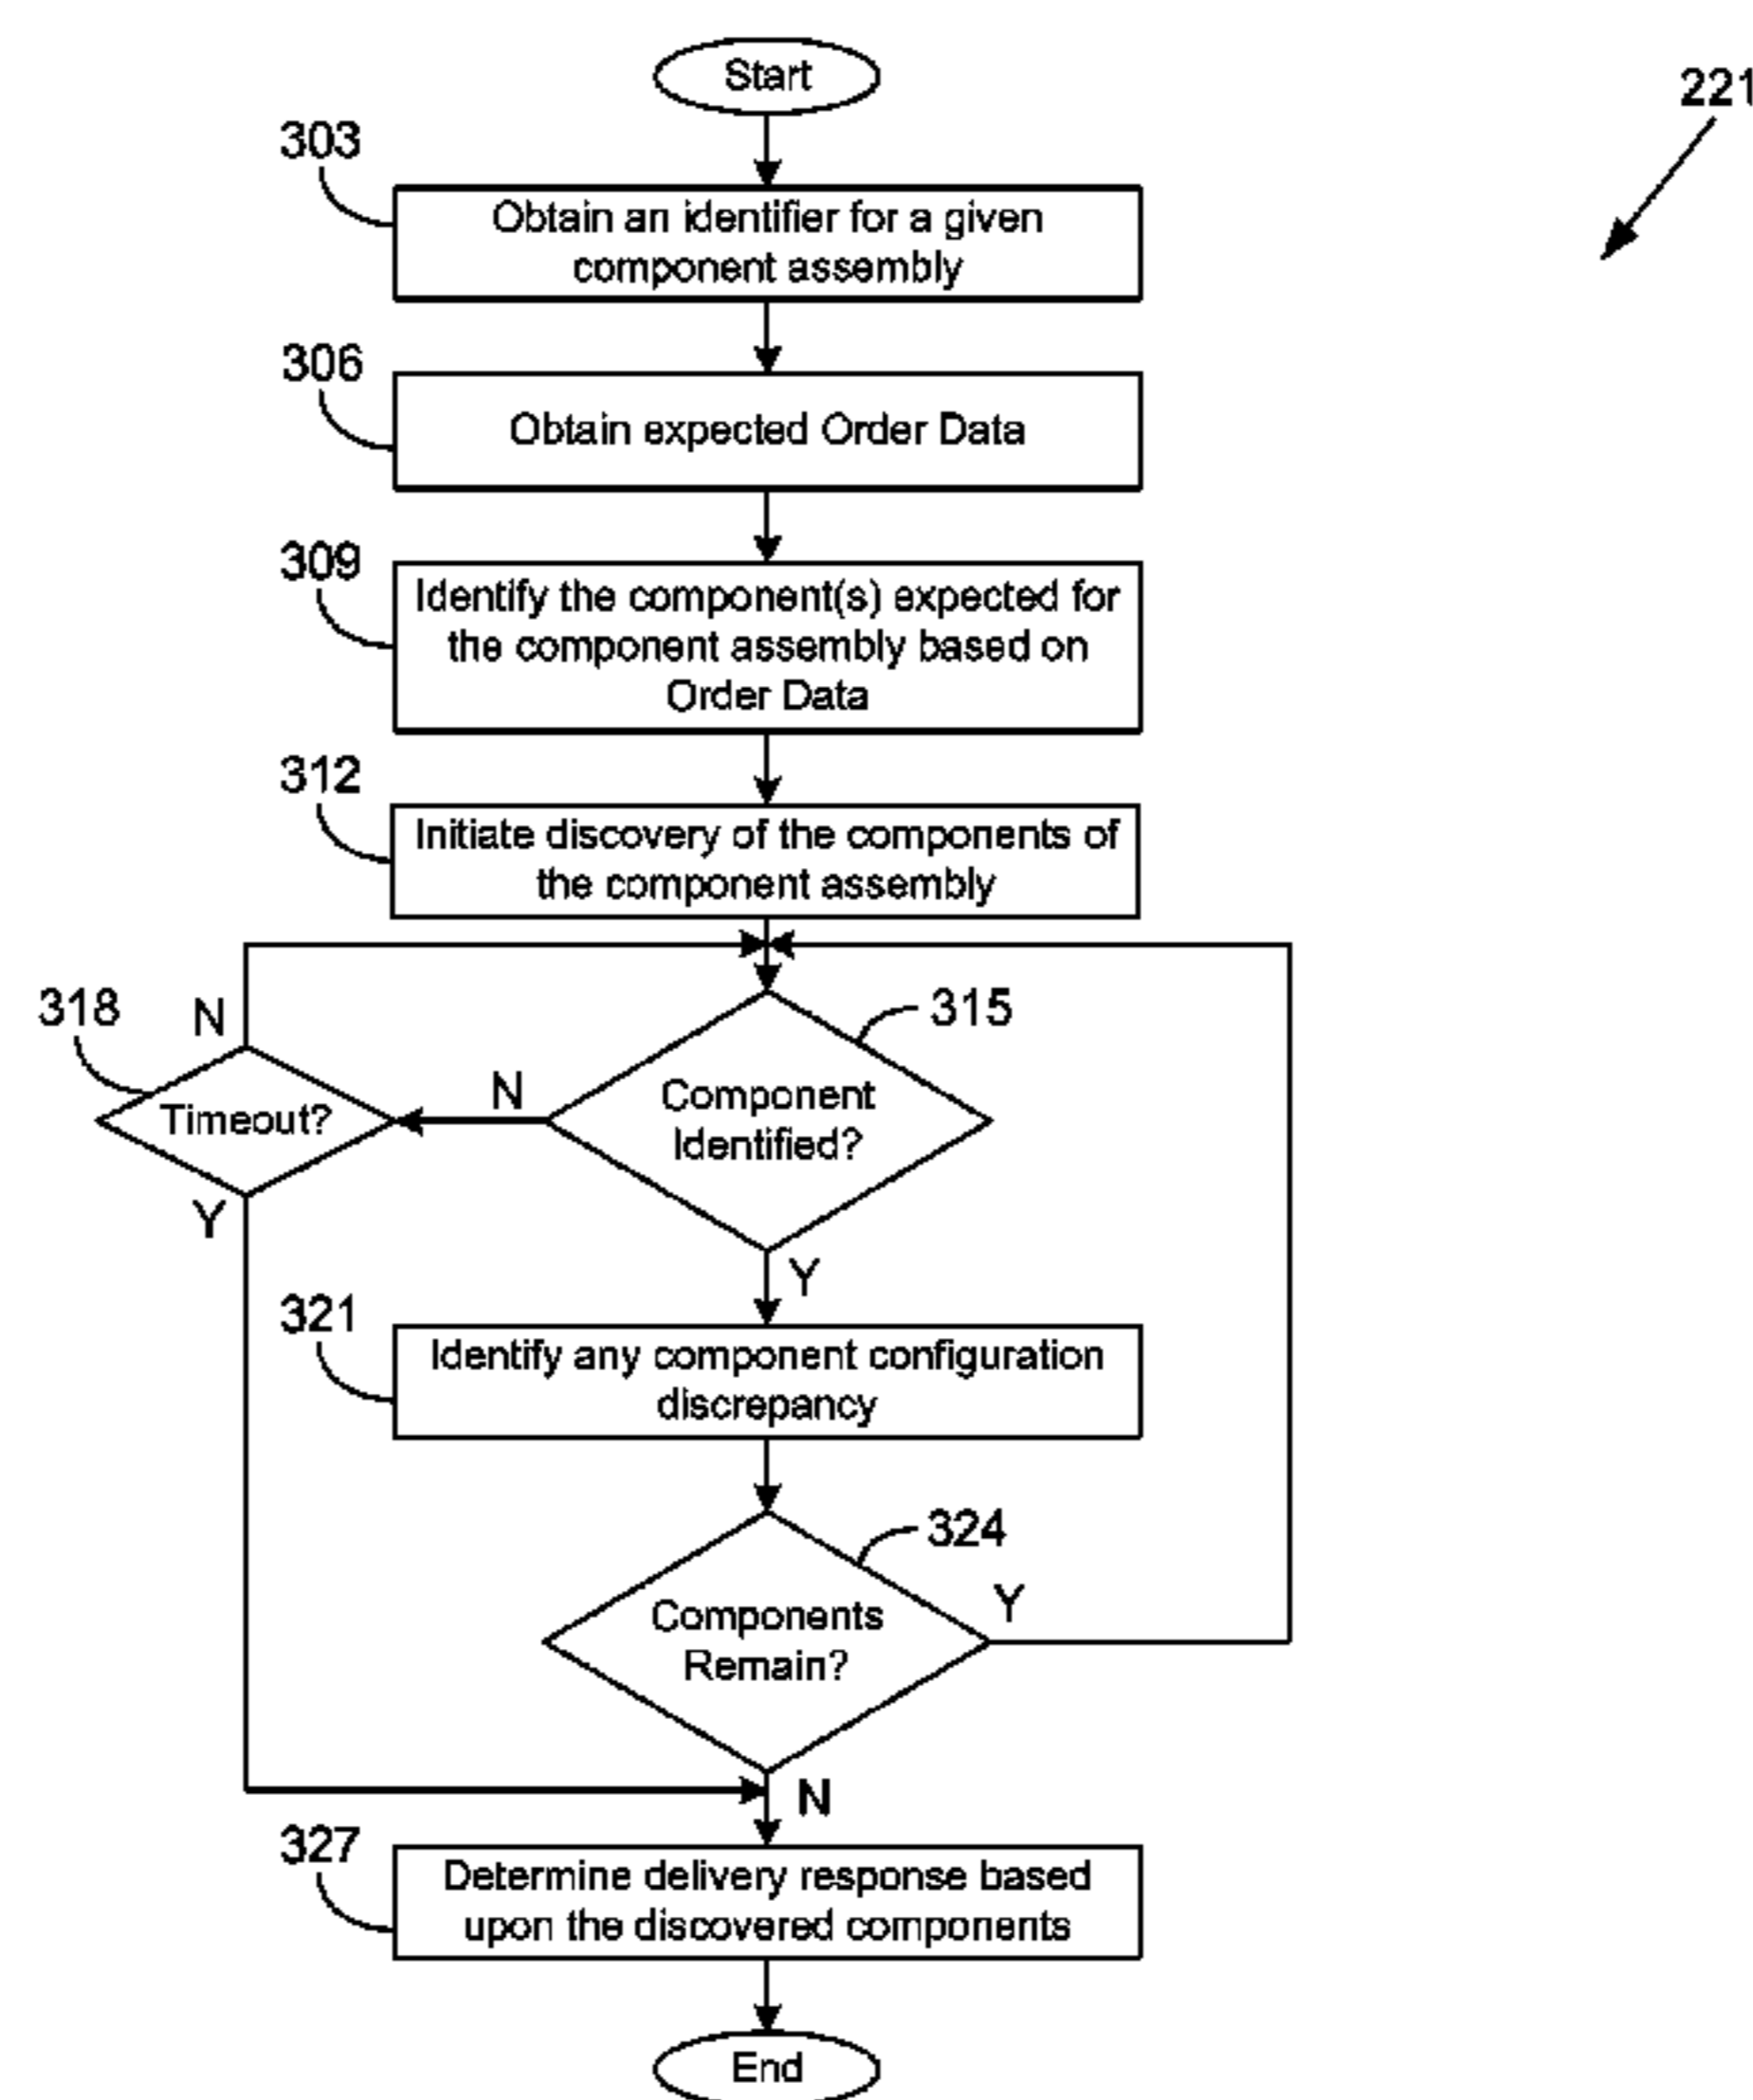 Start
221
303
Obtain an identifier for a given
component assembly
306
Obtain expected Order Data
309
Identify the component(s) expected for
the component assembly based on
Order Data
312
Initiate discovery of the components of
the component assembly
318
N
315
N
Component
Identified?
Timeout?
Y
Y
321
Identify any component configuration
discrepancy
324
Y
Components
Remain?
N
327
Determine delivery response based
upon the discovered components
End